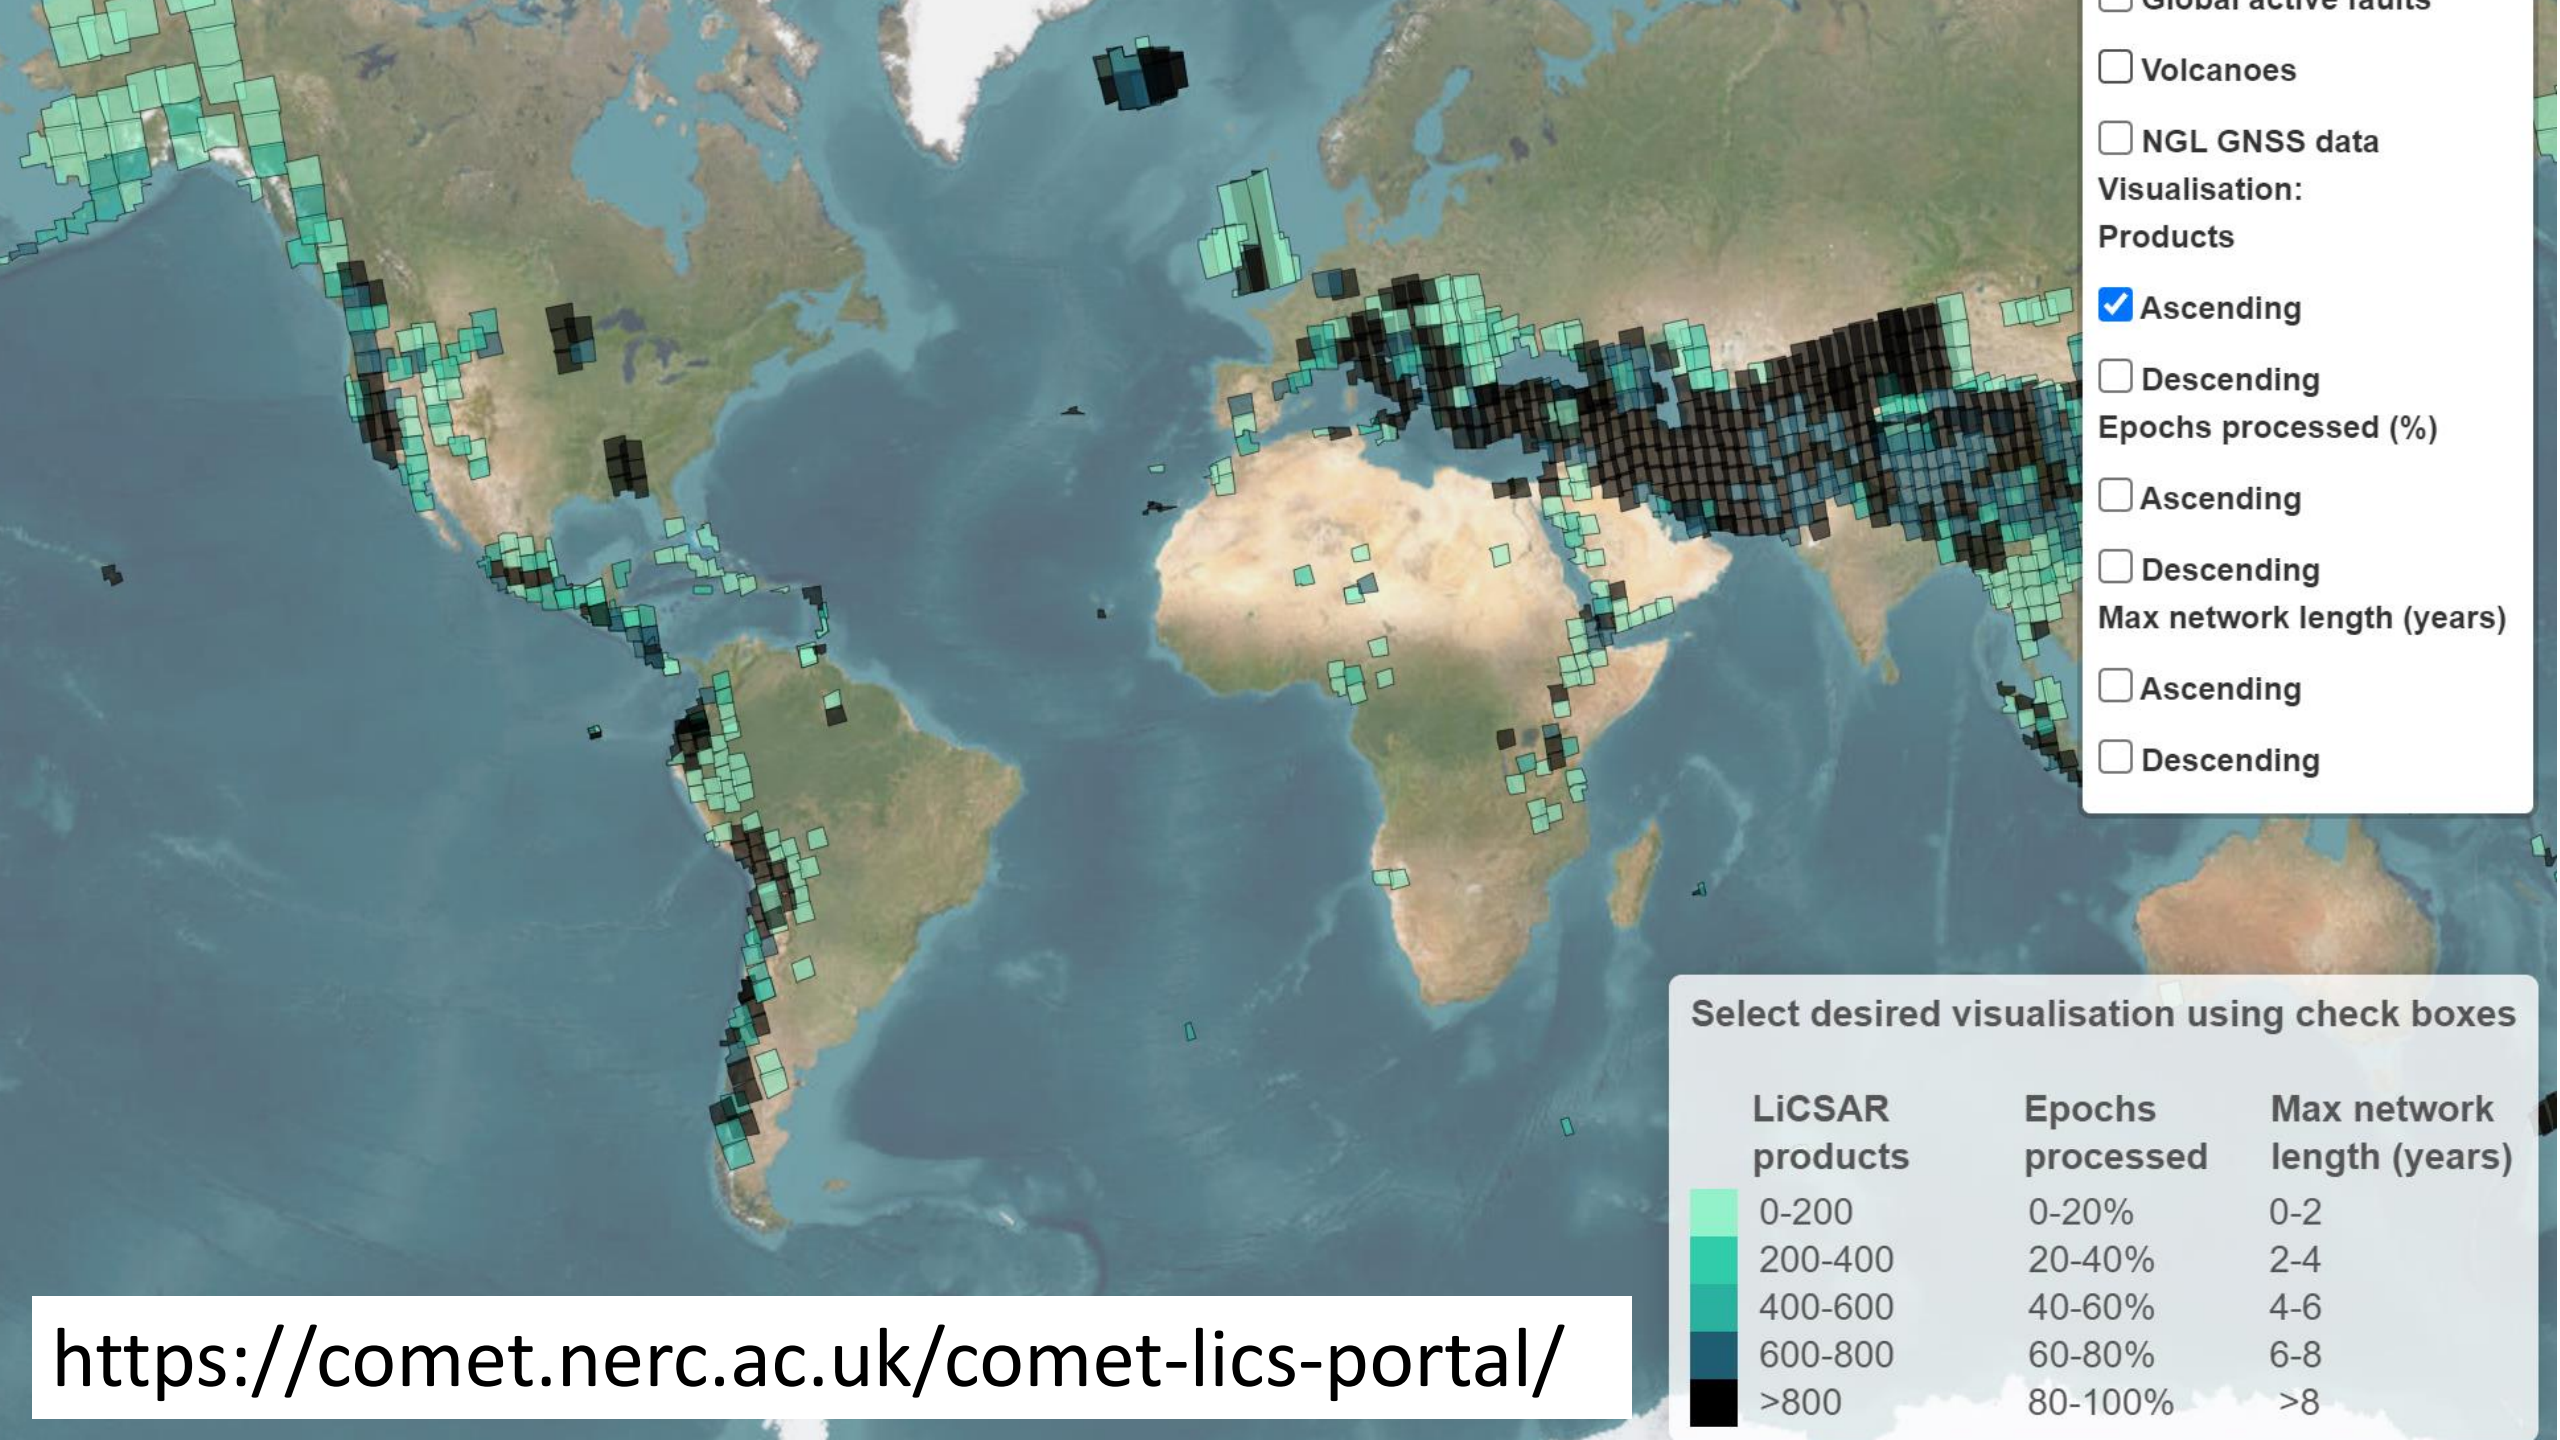 Global active faults
Volcanoes
NGL GNSS data
Visualisation:
Products
Ascending
Descending
Epochs processed (%)
Ascending
Descending
Max network length (years)
Ascending
Descending
Select desired visualisation using check boxes
LiCSAR products
Epochs processed
Max network length (years)
0-200 0-20% 0-2
200-400 20-40% 2-4
400-600 40-60% 4-6
600-800 60-80% 6-8
>800 80-100% >8
https://comet.nerc.ac.uk/comet-lics-portal/